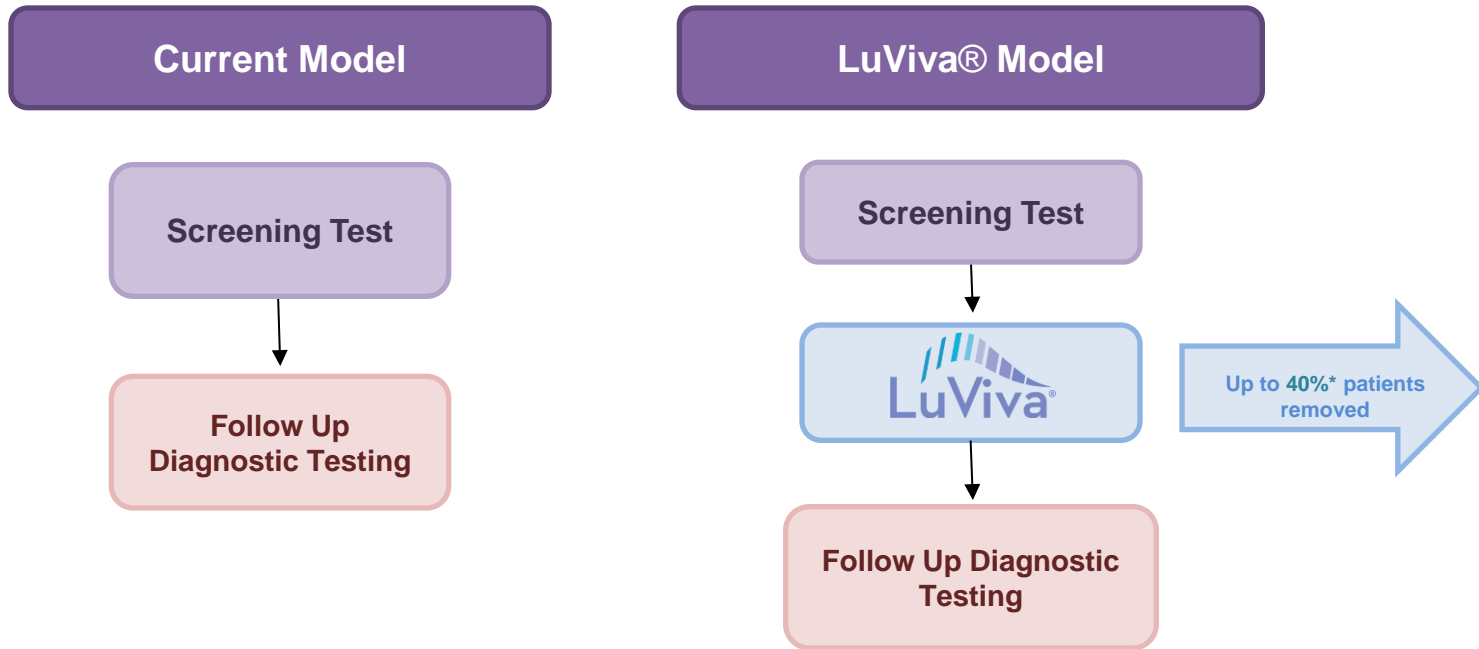 Current Model
Screening Test
Follow Up
Diagnostic Testing
LuViva® Model
Screening Test
LuViva®
Up to 40%* patients
removed
Follow Up Diagnostic
Testing